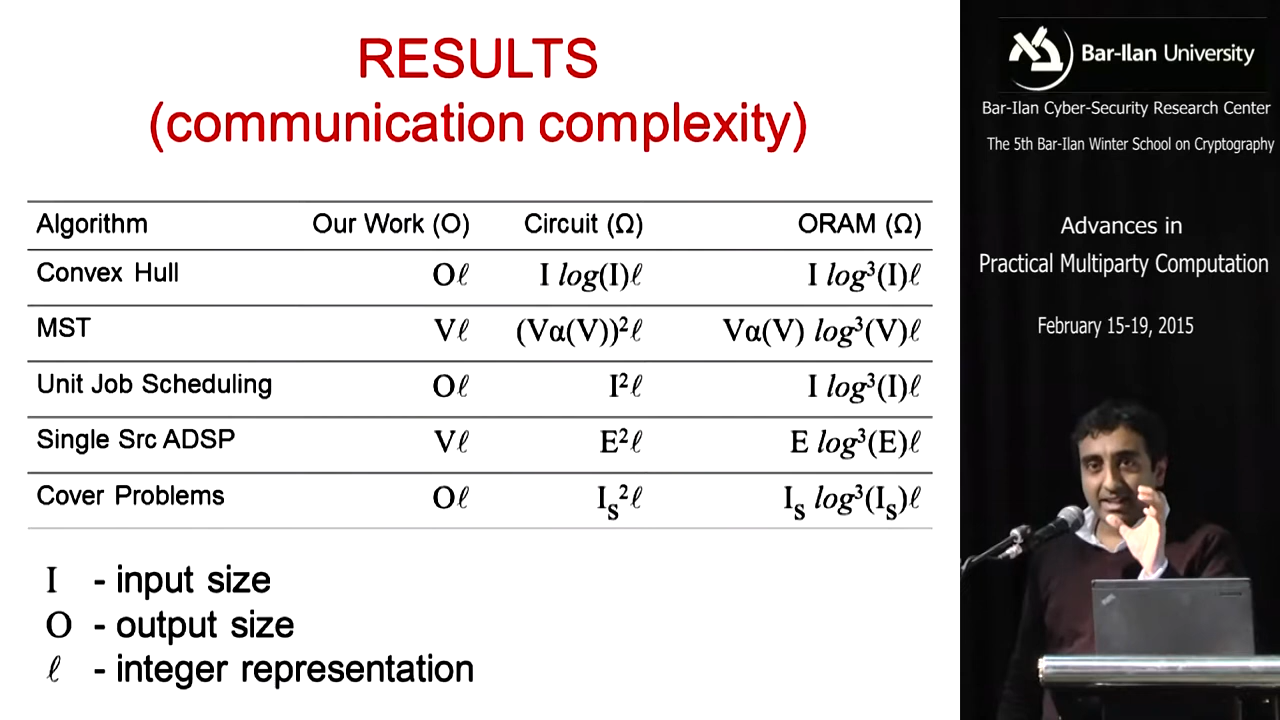 RESULTS
(communication complexity)
Algorithm Our Work (O) Circuit (Ω) ORAM (Ω)
Convex Hull Oℓ I log(I)ℓ I log³(I)ℓ
MST Vℓ (Vα(V))²ℓ Vα(V) log³(V)ℓ
Unit Job Scheduling Oℓ I²ℓ I log³(I)ℓ
Single Src ADSP Vℓ E²ℓ E log³(E)ℓ
Cover Problems Oℓ Iₛ²ℓ Iₛ log³(Iₛ)ℓ
I - input size
O - output size
ℓ - integer representation
Bar-Ilan University
Bar-Ilan Cyber-Security Research Center
The 5th Bar-Ilan Winter School on Cryptography
Advances in
Practical Multiparty Computation
February 15-19, 2015